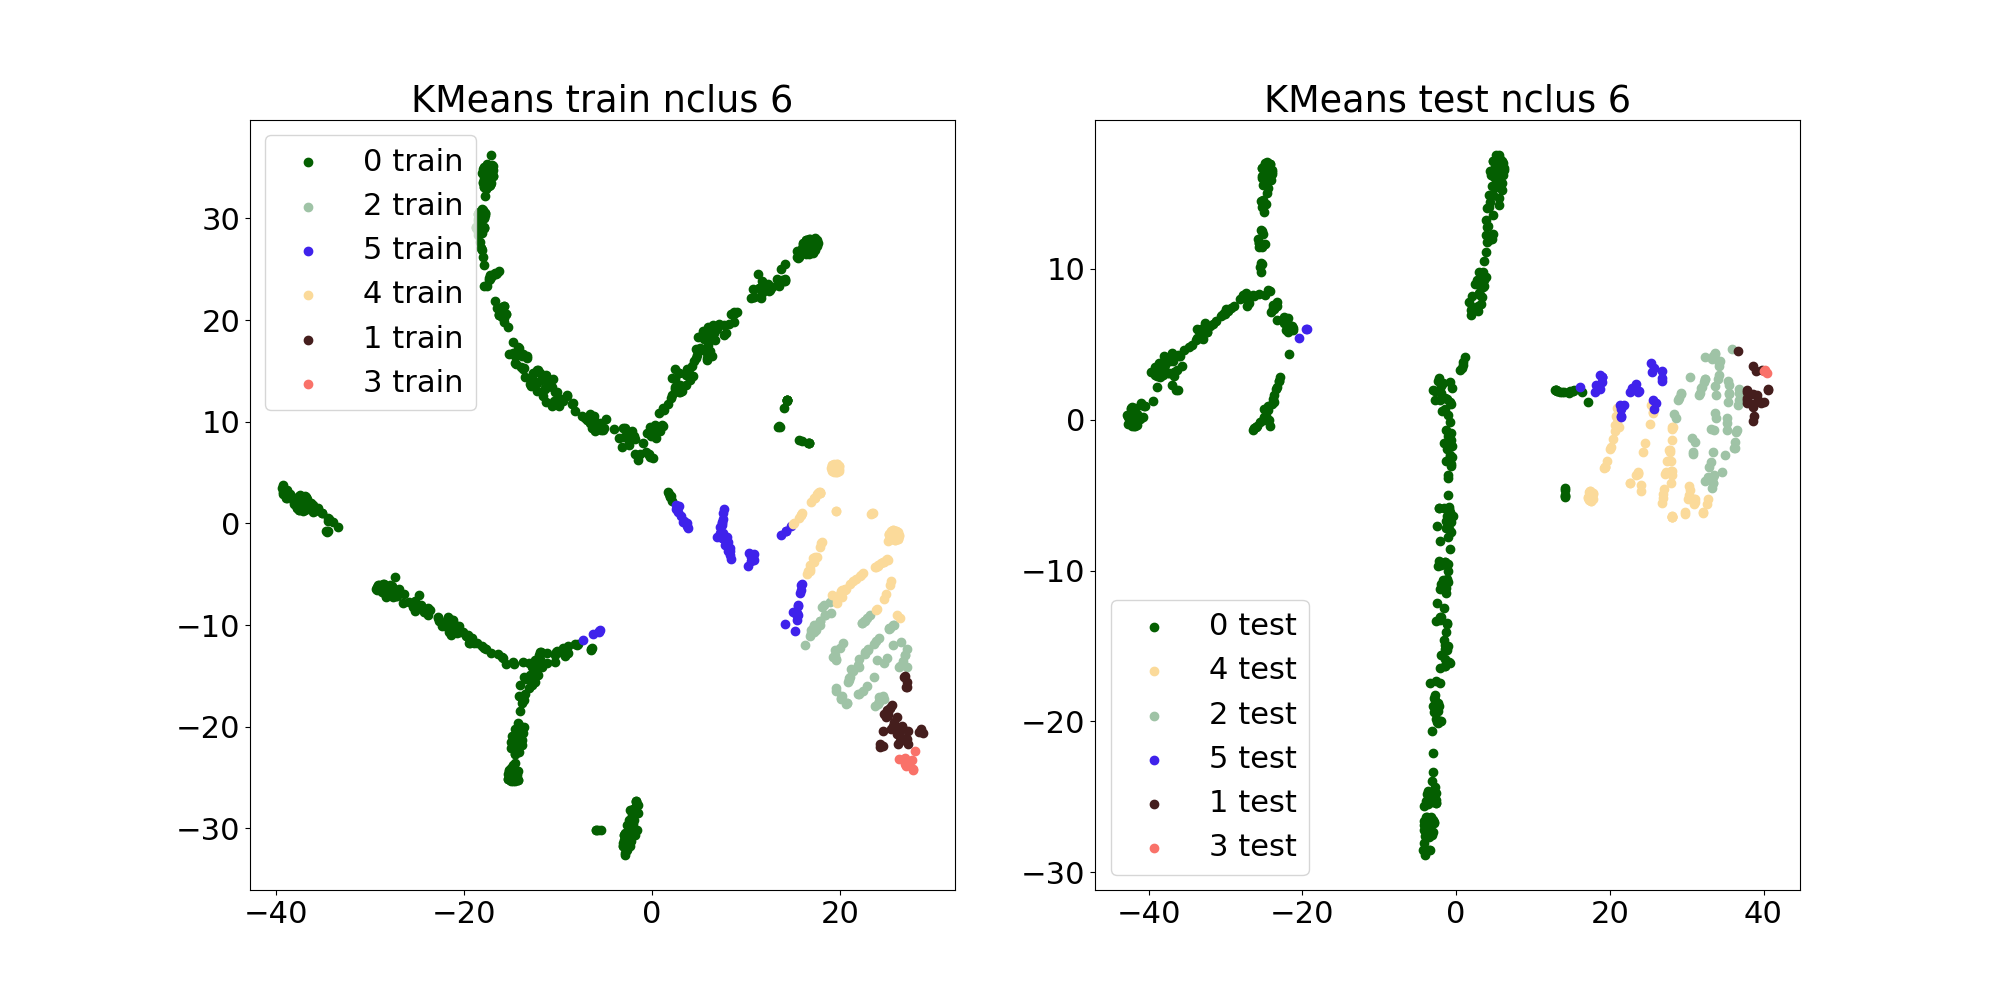 KMeans train nclus 6
30
20
10
0
−10
−20
−30
−40
−20
0
20
0 train
2 train
5 train
4 train
1 train
3 train
KMeans test nclus 6
10
0
−10
−20
−30
−40
−20
0
20
40
0 test
4 test
2 test
5 test
1 test
3 test